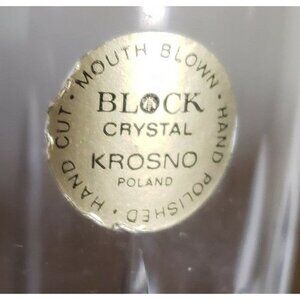 HAND CUT · MOUTH BLOWN · HAND POLISHED ·
BLOCK
CRYSTAL
KROSNO
POLAND